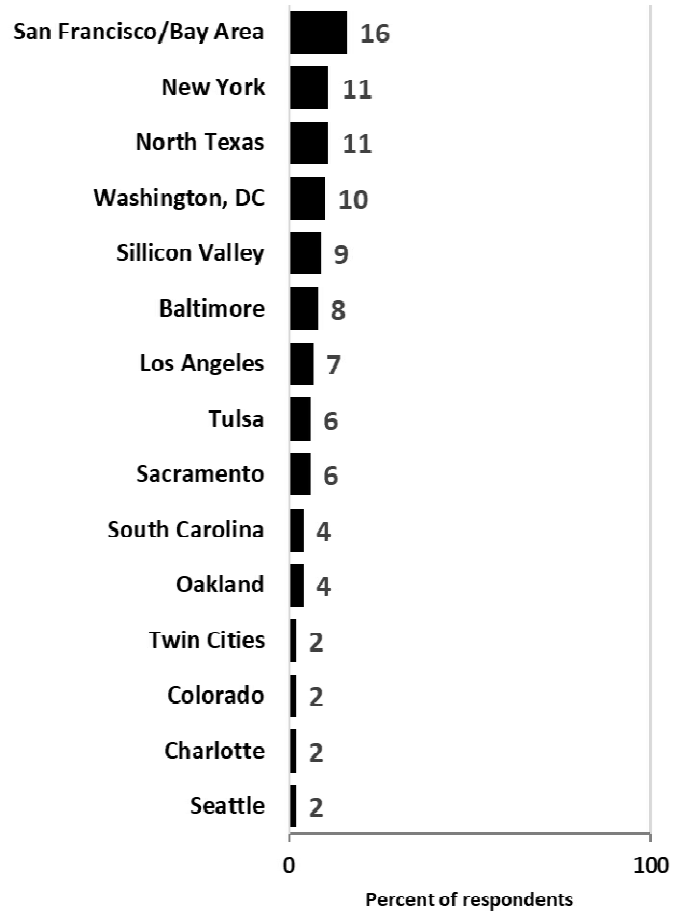 San Francisco/Bay Area 16
New York 11
North Texas 11
Washington, DC 10
Sillicon Valley 9
Baltimore 8
Los Angeles 7
Tulsa 6
Sacramento 6
South Carolina 4
Oakland 4
Twin Cities 2
Colorado 2
Charlotte 2
Seattle 2
0 100
Percent of respondents